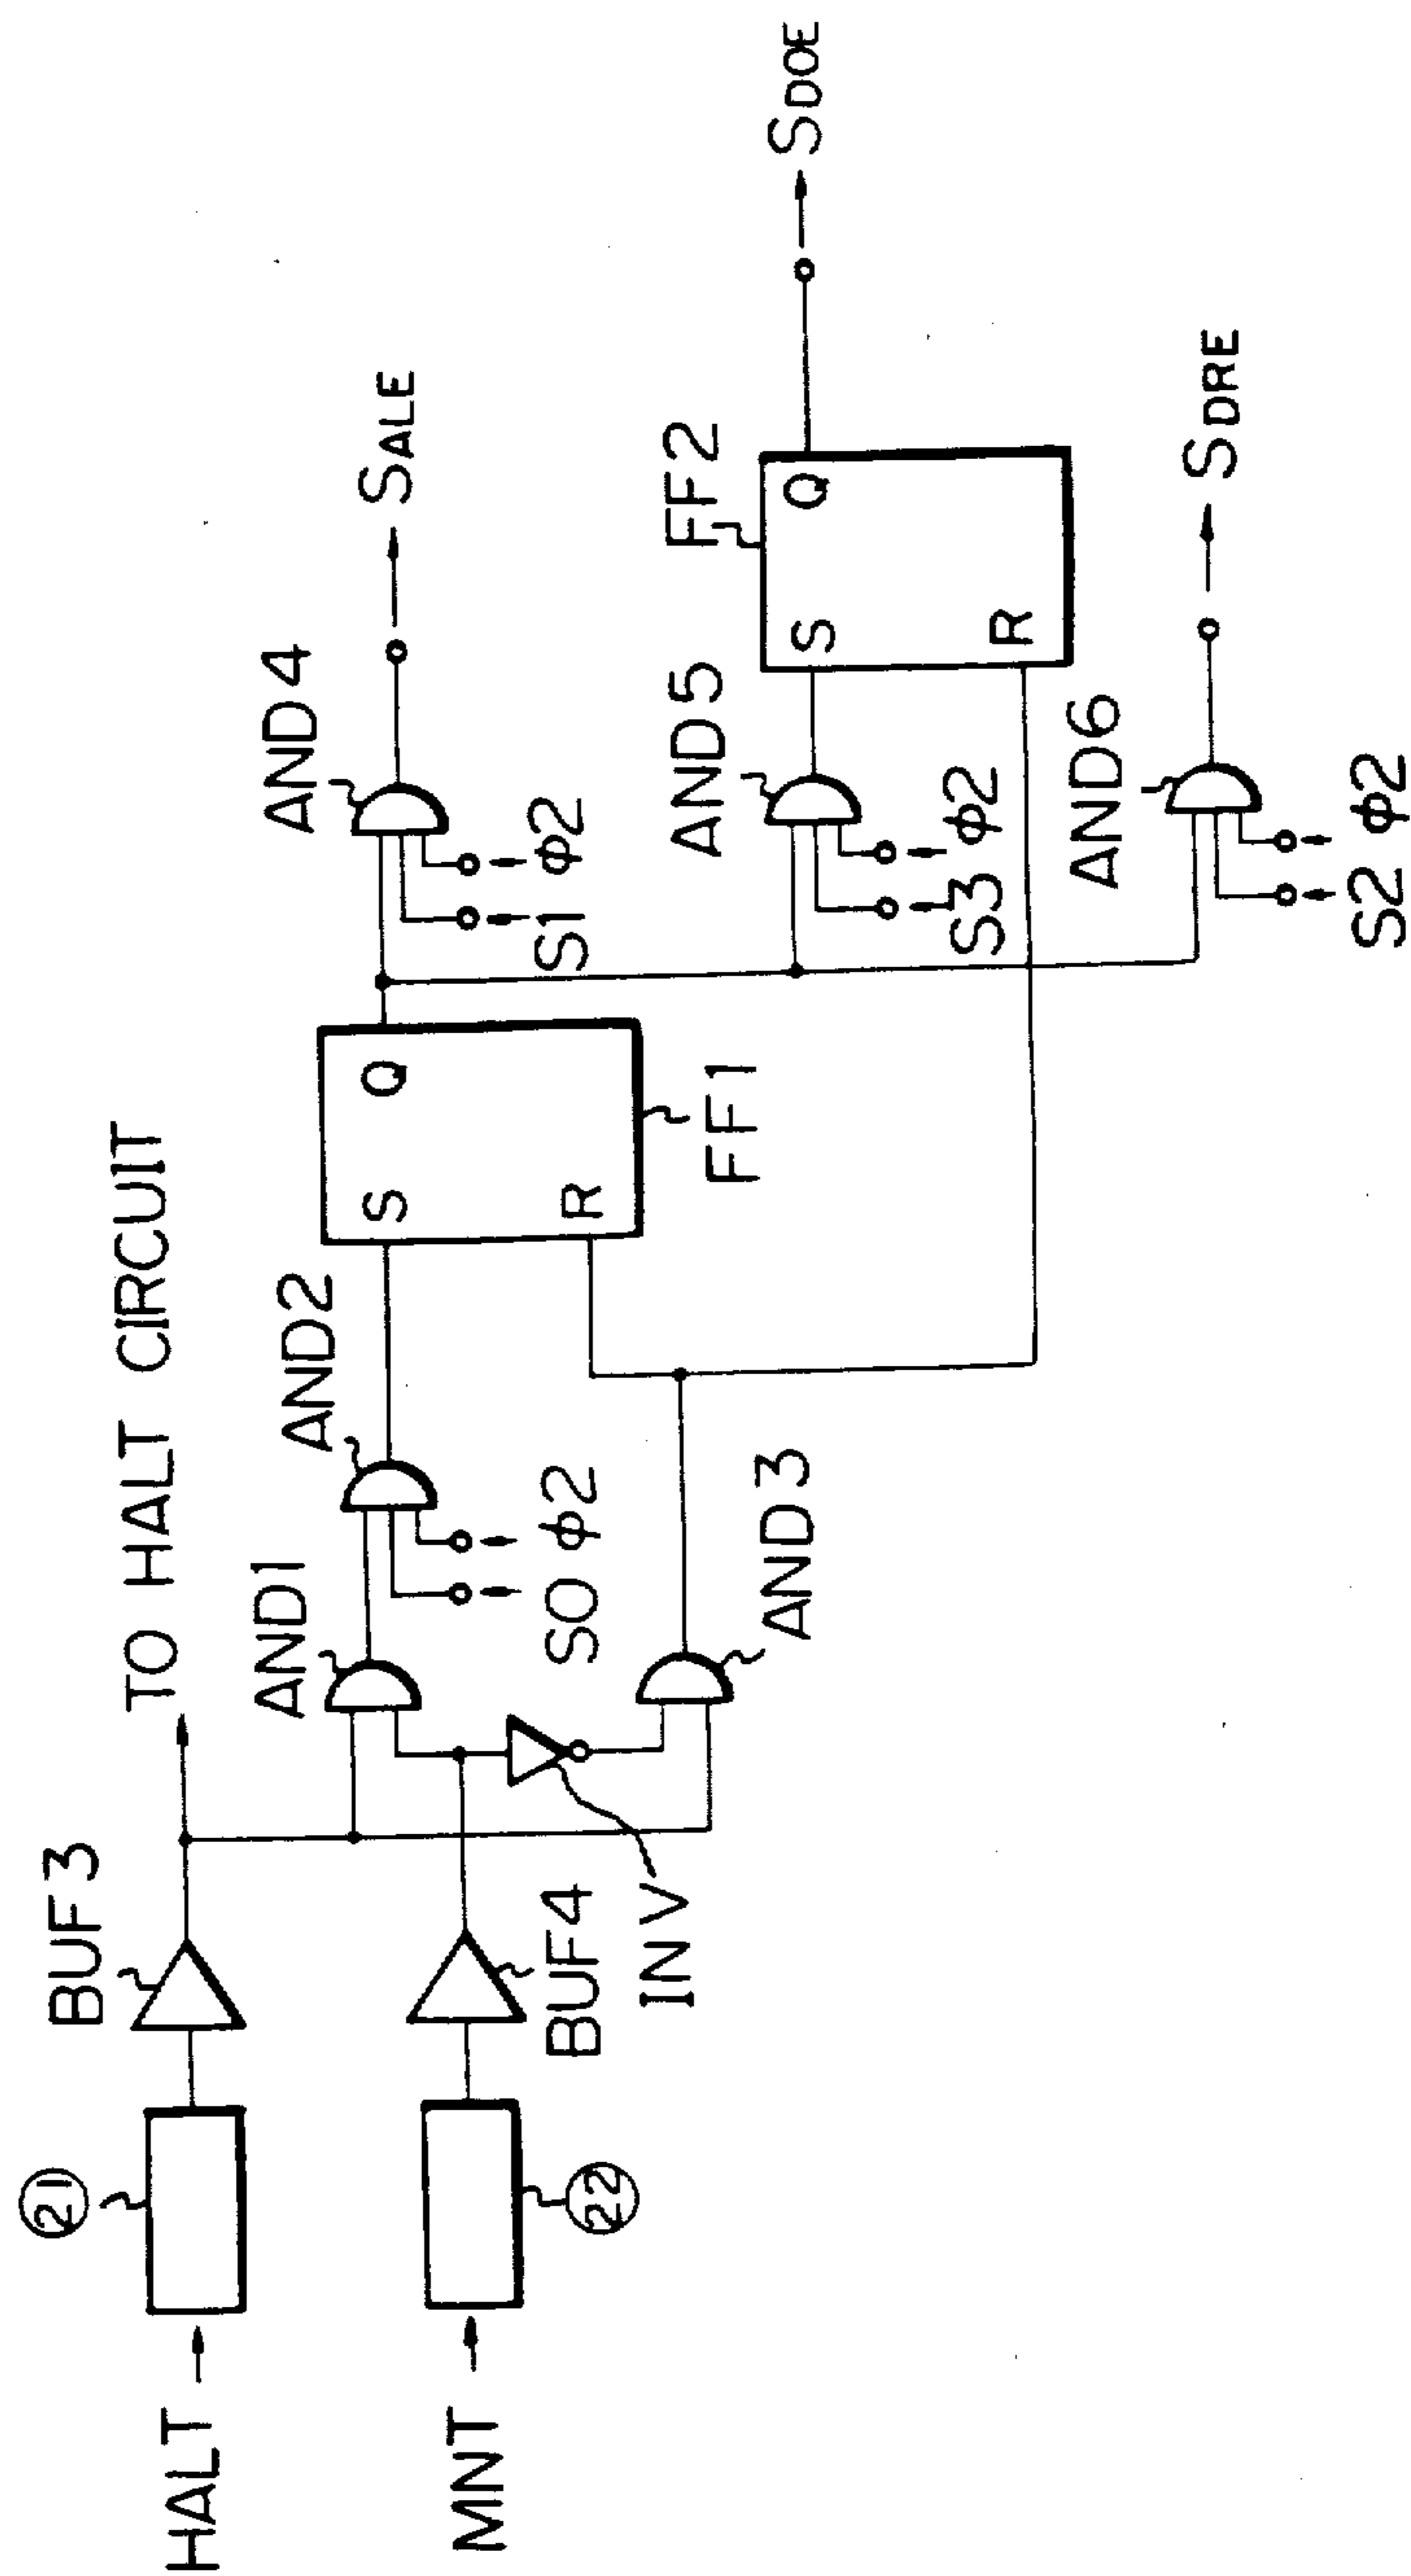 HALT
MNT
21
22
BUF3
BUF4
INV
TO HALT CIRCUIT
AND1
S0 φ2
AND2
AND3
S
R
Q
FF1
AND4
S1 φ2
SALE
AND5
S3 φ2
S
R
Q
FF2
SDOE
AND6
S2 φ2
SDRE